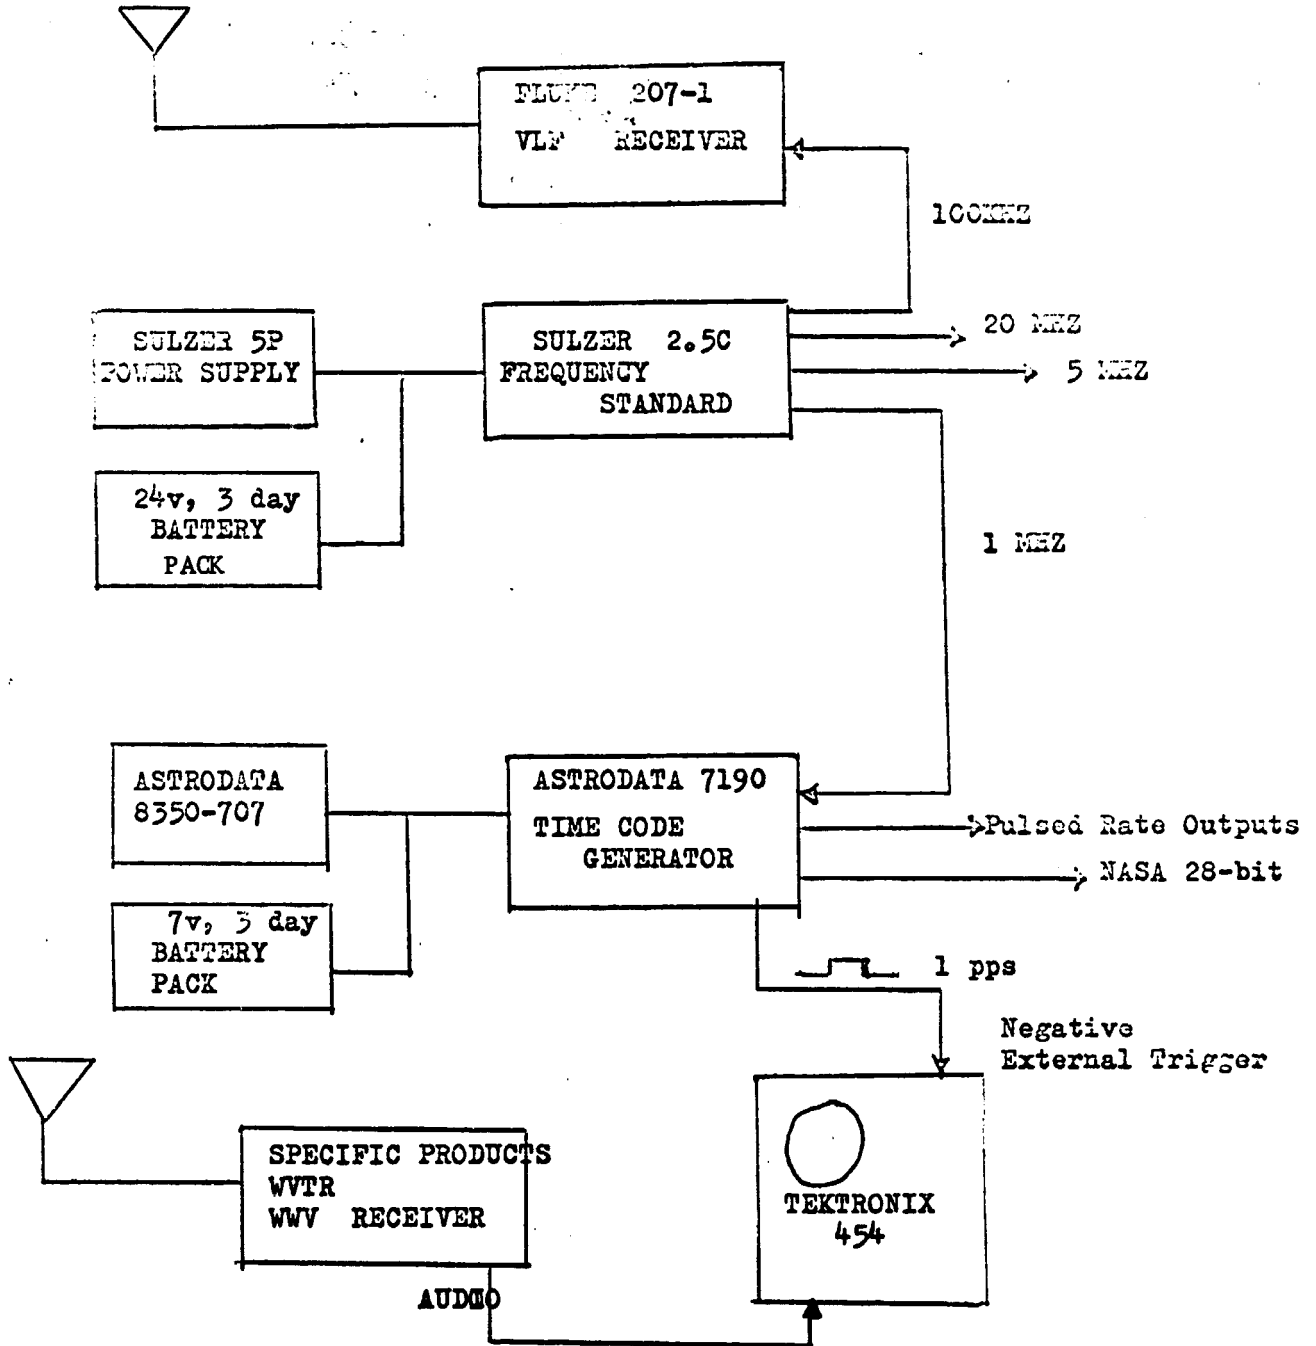 FLUKE 207-1
VLF RECEIVER
100KHZ
SULZER 5P
POWER SUPPLY
SULZER 2.5C
FREQUENCY
STANDARD
20 MHZ
5 MHZ
24v, 3 day
BATTERY
PACK
1 MHZ
ASTRODATA
8350-707
ASTRODATA 7190
TIME CODE
GENERATOR
Pulsed Rate Outputs
NASA 28-bit
7v, 3 day
BATTERY
PACK
1 pps
Negative
External Trigger
SPECIFIC PRODUCTS
WVTR
WWV RECEIVER
AUDIO
TEKTRONIX
454